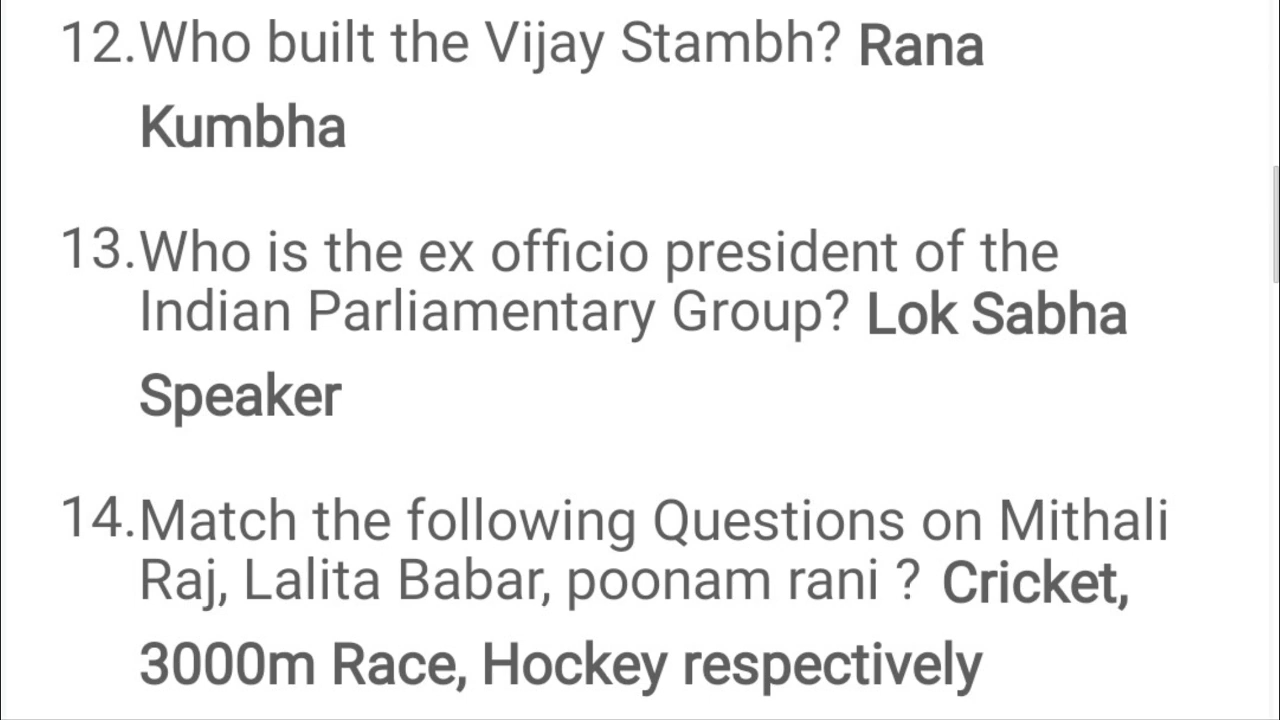 12.Who built the Vijay Stambh? Rana
Kumbha
13.Who is the ex officio president of the
Indian Parliamentary Group? Lok Sabha
Speaker
14.Match the following Questions on Mithali
Raj, Lalita Babar, poonam rani ? Cricket,
3000m Race, Hockey respectively